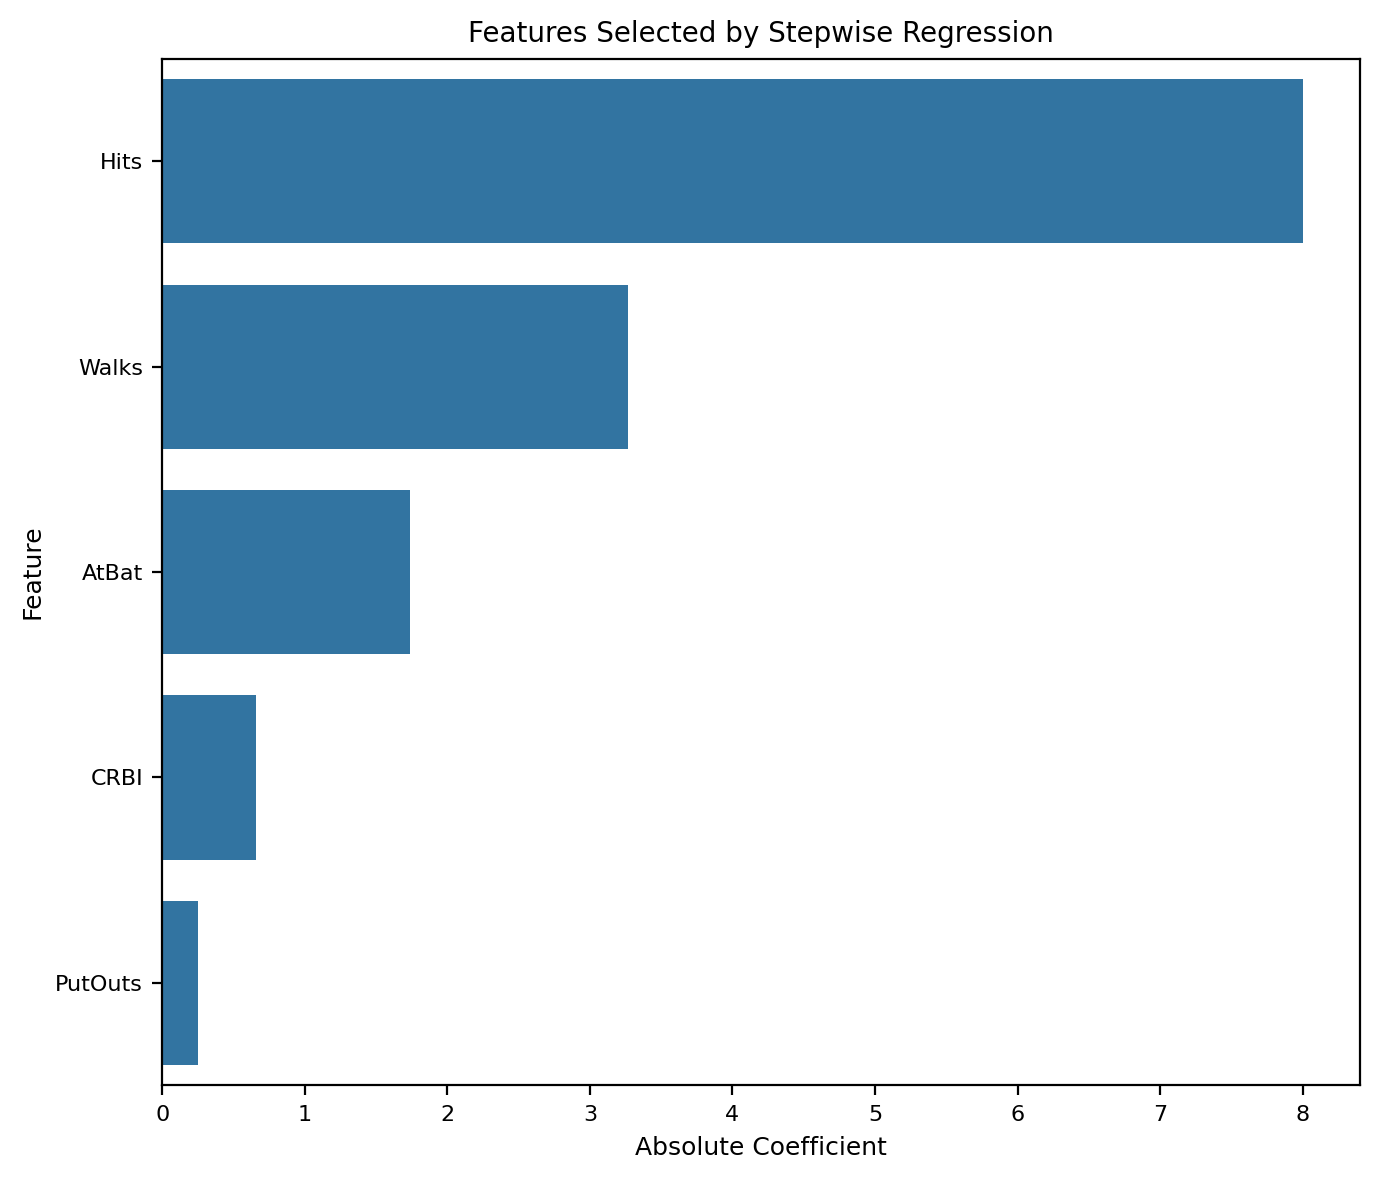 Features Selected by Stepwise Regression
Feature
Hits
Walks
AtBat
CRBI
PutOuts
0 1 2 3 4 5 6 7 8
Absolute Coefficient